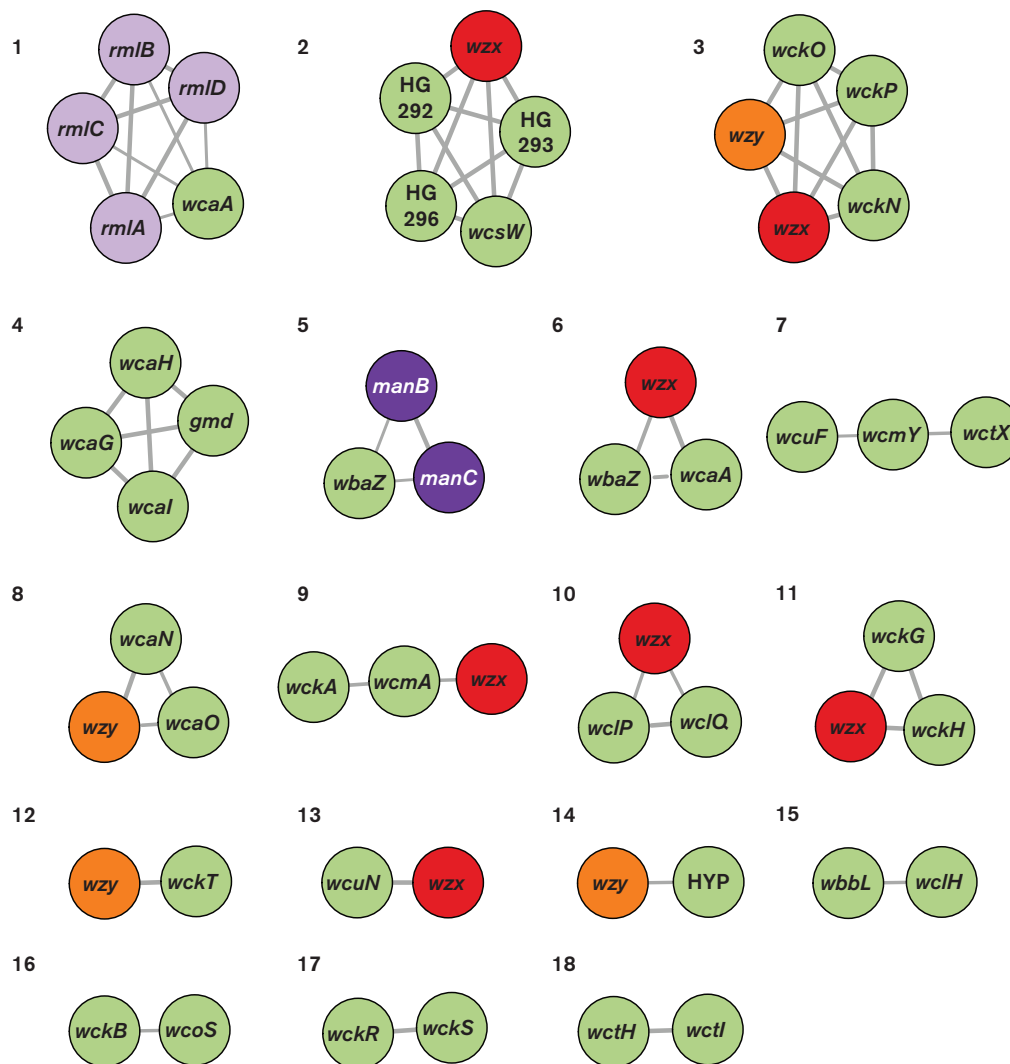 1
rmlB
rmlD
rmlC
wcaA
rmlA
2
wzx
HG
292
HG
293
HG
296
wcsW
3
wckO
wckP
wzy
wckN
wzx
4
wcaH
gmd
wcaG
wcaI
5
manB
wbaZ
manC
6
wzx
wbaZ
wcaA
7
wcuF
wcmY
wctX
8
wcaN
wzy
wcaO
9
wckA
wcmA
wzx
10
wzx
wclP
wclQ
11
wckG
wzx
wckH
12
wzy
wckT
13
wcuN
wzx
14
wzy
HYP
15
wbbL
wclH
16
wckB
wcoS
17
wckR
wckS
18
wctH
wctI